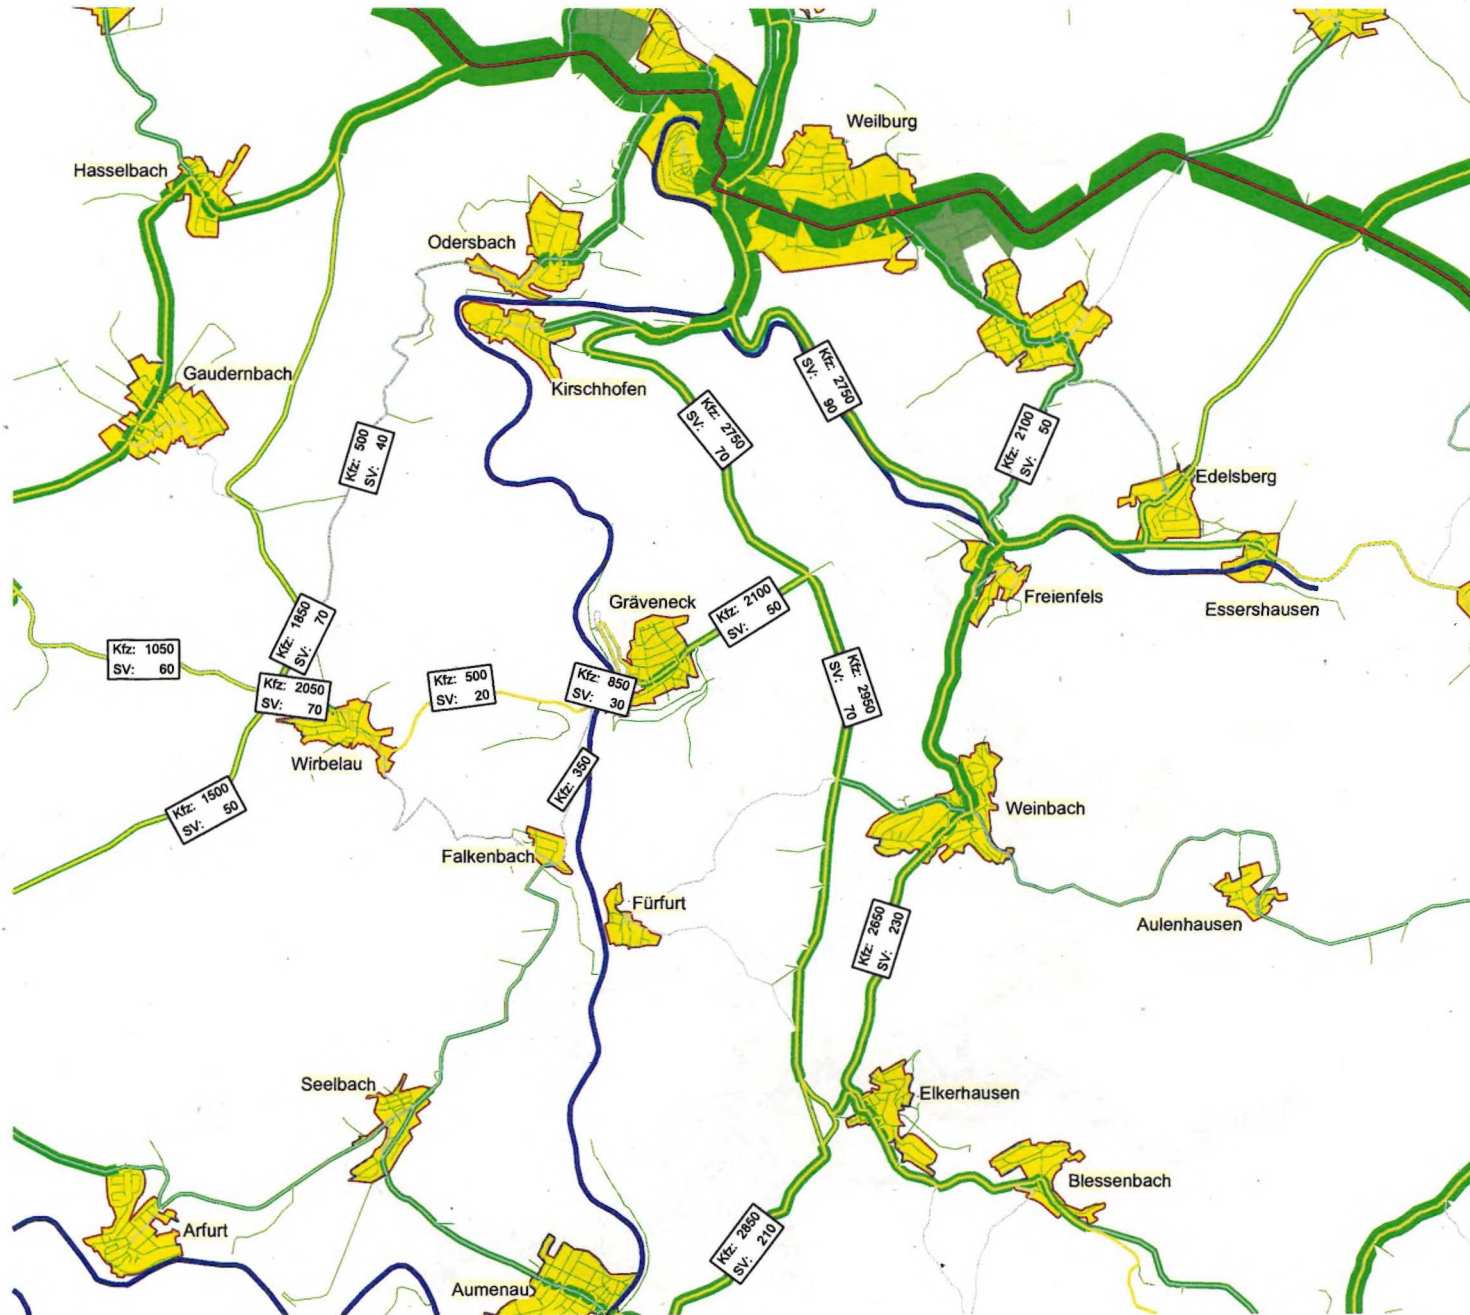 Weilburg
Hasselbach
Odersbach
Gaudernbach
Kirschhofen
Kfz: 2750
SV: 90
Kfz: 2750
SV: 70
Kfz: 2100
SV: 50
Kfz: 500
SV: 40
Edelsberg
Gräveneck
Kfz: 2100
SV: 50
Freienfels
Essershausen
Kfz: 1850
SV: 70
Kfz: 1050
SV: 60
Kfz: 2050
SV: 70
Kfz: 500
SV: 20
Kfz: 850
SV: 30
Kfz: 2950
SV: 70
Wirbelau
Kfz: 350
Kfz: 1500
SV: 50
Weinbach
Falkenbach
Fürfurt
Kfz: 2650
SV: 230
Aulenhausen
Seelbach
Elkerhausen
Blessenbach
Arfurt
Kfz: 2850
SV: 210
Aumenau